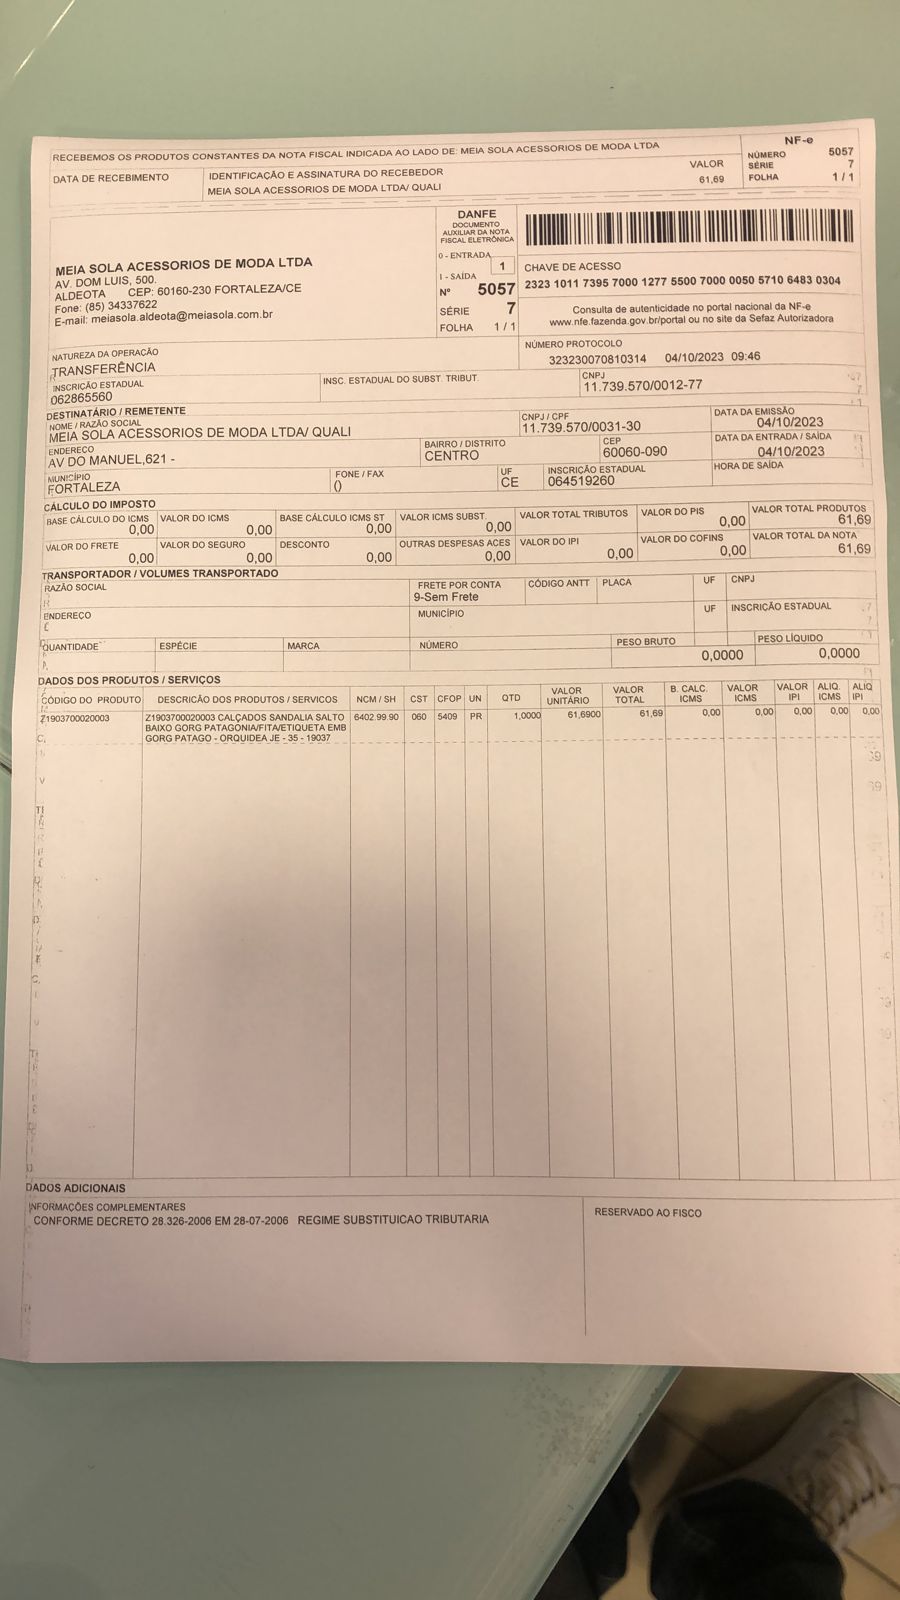 RECEBEMOS OS PRODUTOS CONSTANTES DA NOTA FISCAL INDICADA AO LADO DE: MEIA SOLA ACESSORIOS DE MODA LTDA
DATA DE RECEBIMENTO
IDENTIFICAÇÃO E ASSINATURA DO RECEBEDOR
MEIA SOLA ACESSORIOS DE MODA LTDA/ QUALI
VALOR
61,69
NF-e
NÚMERO 5057
SÉRIE 7
FOLHA 1 / 1
MEIA SOLA ACESSORIOS DE MODA LTDA
AV. DOM LUIS, 500.
ALDEOTA CEP: 60160-230 FORTALEZA/CE
Fone: (85) 34337622
E-mail: meiasola.aldeota@meiasola.com.br
DANFE
DOCUMENTO
AUXILIAR DA NOTA
FISCAL ELETRÔNICA
0 - ENTRADA
1 - SAÍDA
1
Nº 5057
SÉRIE 7
FOLHA 1 / 1
CHAVE DE ACESSO
2323 1011 7395 7000 1277 5500 7000 0050 5710 6483 0304
Consulta de autenticidade no portal nacional da NF-e
www.nfe.fazenda.gov.br/portal ou no site da Sefaz Autorizadora
NATUREZA DA OPERAÇÃO
TRANSFERÊNCIA
NÚMERO PROTOCOLO
323230070810314 04/10/2023 09:46
INSCRIÇÃO ESTADUAL
062865560
INSC. ESTADUAL DO SUBST. TRIBUT.
CNPJ
11.739.570/0012-77
DESTINATÁRIO / REMETENTE
NOME / RAZÃO SOCIAL
MEIA SOLA ACESSORIOS DE MODA LTDA/ QUALI
CNPJ / CPF
11.739.570/0031-30
DATA DA EMISSÃO
04/10/2023
ENDERECO
AV DO MANUEL,621 -
BAIRRO / DISTRITO
CENTRO
CEP
60060-090
DATA DA ENTRADA / SAÍDA
04/10/2023
MUNICÍPIO
FORTALEZA
FONE / FAX
()
UF
CE
INSCRIÇÃO ESTADUAL
064519260
HORA DE SAÍDA
CÁLCULO DO IMPOSTO
BASE CÁLCULO DO ICMS 0,00
VALOR DO ICMS 0,00
BASE CÁLCULO ICMS ST 0,00
VALOR ICMS SUBST. 0,00
VALOR TOTAL TRIBUTOS
VALOR DO PIS 0,00
VALOR TOTAL PRODUTOS 61,69
VALOR DO FRETE 0,00
VALOR DO SEGURO 0,00
DESCONTO 0,00
OUTRAS DESPESAS ACES 0,00
VALOR DO IPI 0,00
VALOR DO COFINS 0,00
VALOR TOTAL DA NOTA 61,69
TRANSPORTADOR / VOLUMES TRANSPORTADO
RAZÃO SOCIAL
FRETE POR CONTA
9-Sem Frete
CÓDIGO ANTT
PLACA
UF
CNPJ
ENDERECO
MUNICÍPIO
UF
INSCRIÇÃO ESTADUAL
QUANTIDADE
ESPÉCIE
MARCA
NÚMERO
PESO BRUTO
0,0000
PESO LÍQUIDO
0,0000
DADOS DOS PRODUTOS / SERVIÇOS
CÓDIGO DO PRODUTO DESCRICÃO DOS PRODUTOS / SERVICOS NCM / SH CST CFOP UN QTD VALOR UNITÁRIO VALOR TOTAL B. CALC. ICMS VALOR ICMS VALOR IPI ALIQ. ICMS ALIQ IPI
Z1903700020003 Z1903700020003 CALÇADOS SANDALIA SALTO 6402.99.90 060 5409 PR 1,0000 61,6900 61,69 0,00 0,00 0,00 0,00 0,00
BAIXO GORG PATAGONIA/FITA/ETIQUETA EMB
GORG PATAGO - ORQUIDEA JE - 35 - 19037
DADOS ADICIONAIS
INFORMAÇÕES COMPLEMENTARES
CONFORME DECRETO 28.326-2006 EM 28-07-2006 REGIME SUBSTITUICAO TRIBUTARIA
RESERVADO AO FISCO